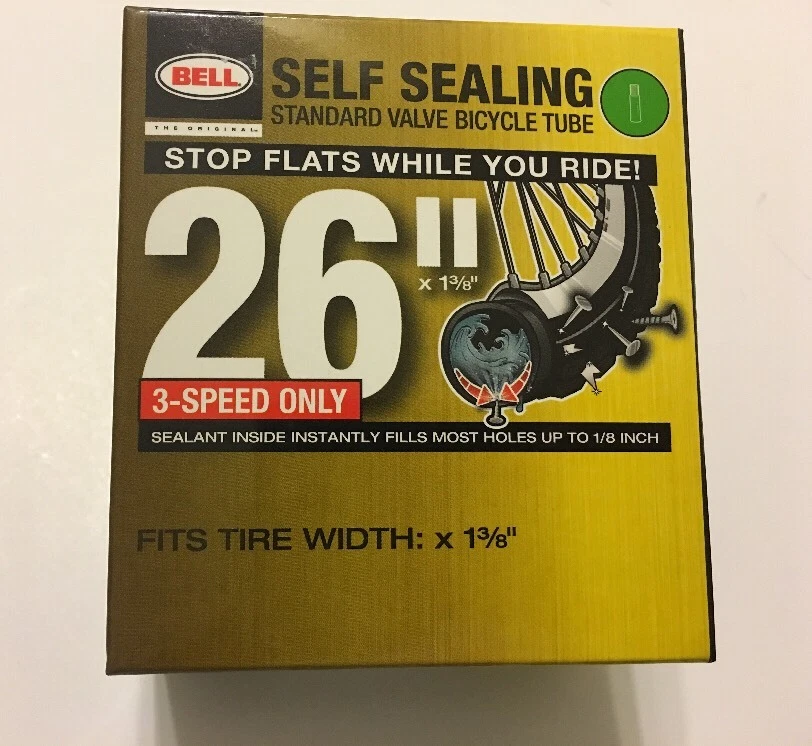 BELL
THE ORIGINAL
SELF SEALING
STANDARD VALVE BICYCLE TUBE
STOP FLATS WHILE YOU RIDE!
26"
x 1⅜"
3-SPEED ONLY
SEALANT INSIDE INSTANTLY FILLS MOST HOLES UP TO 1/8 INCH
FITS TIRE WIDTH: x 1⅜"